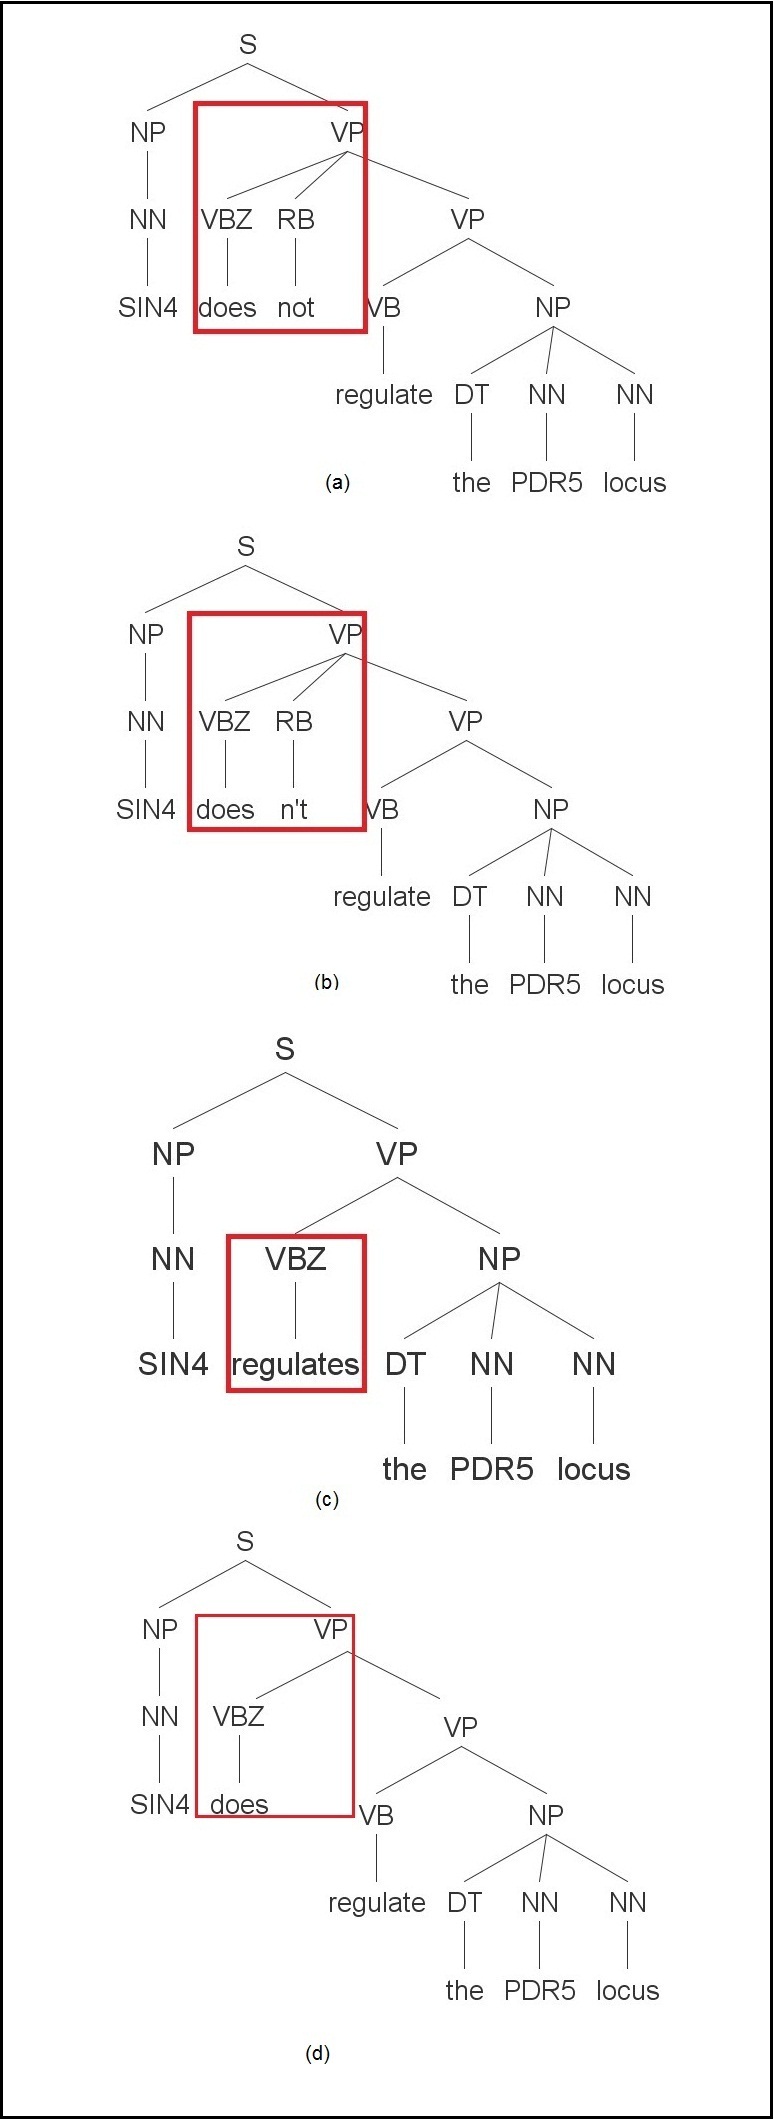 S
NP VP
NN VBZ RB VP
SIN4 does not VB NP
regulate DT NN NN
(a) the PDR5 locus
S
NP VP
NN VBZ RB VP
SIN4 does n't VB NP
regulate DT NN NN
(b) the PDR5 locus
S
NP VP
NN VBZ NP
SIN4 regulates DT NN NN
the PDR5 locus
(c)
S
NP VP
NN VBZ VP
SIN4 does VB NP
regulate DT NN NN
the PDR5 locus
(d)